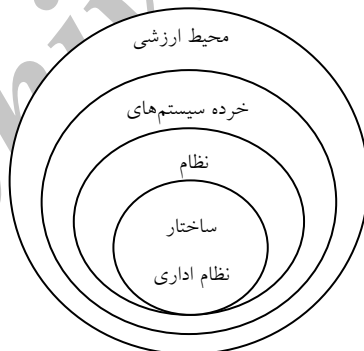 محیط ارزشی
خرده سیستم‌های
نظام
ساختار
نظام اداری